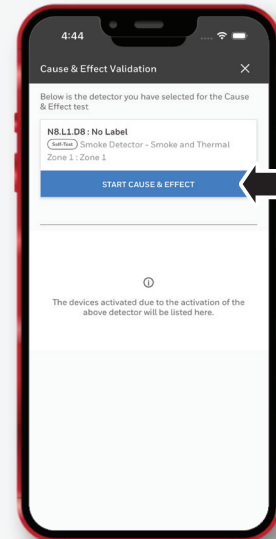 4:44
Cause & Effect Validation
Below is the detector you have selected for the Cause
& Effect test
N8.L1.D8 : No Label
Self-Test Smoke Detector - Smoke and Thermal
Zone 1 : Zone 1
START CAUSE & EFFECT
The devices activated due to the activation of the
above detector will be listed here.